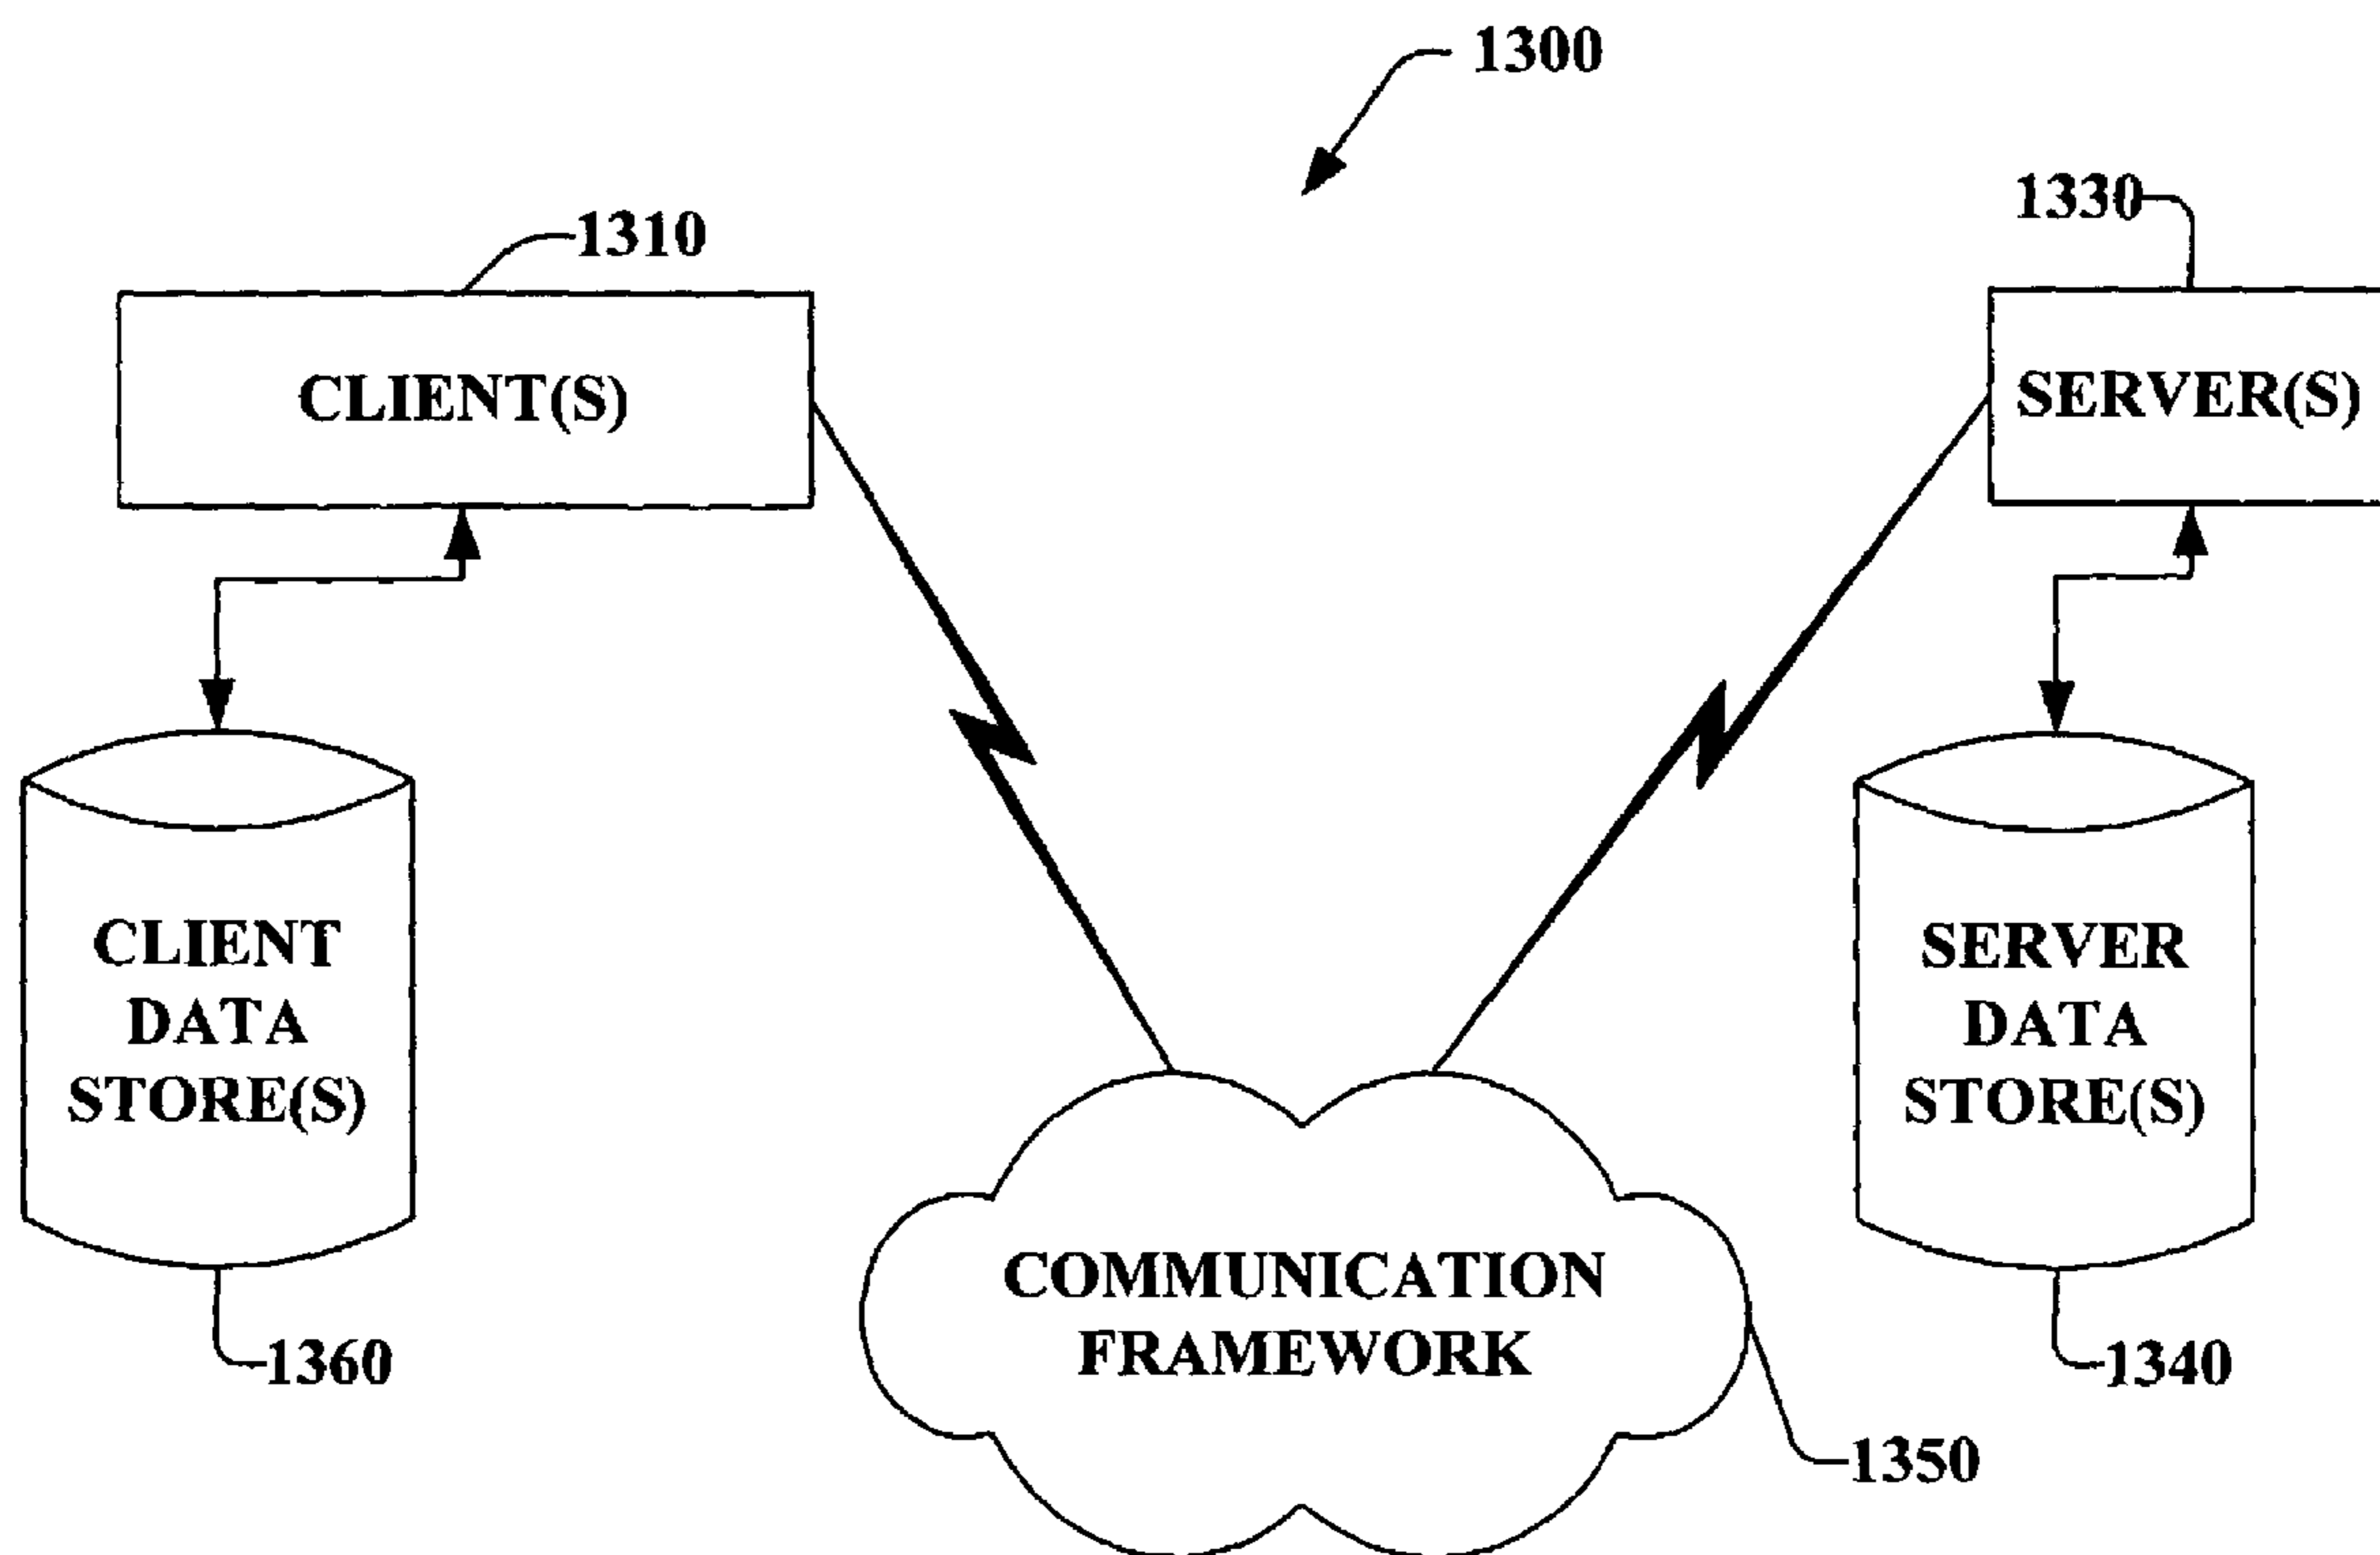 1300
1310
1330
CLIENT(S)
SERVER(S)
CLIENT
DATA
STORE(S)
SERVER
DATA
STORE(S)
COMMUNICATION
FRAMEWORK
1360
1340
1350